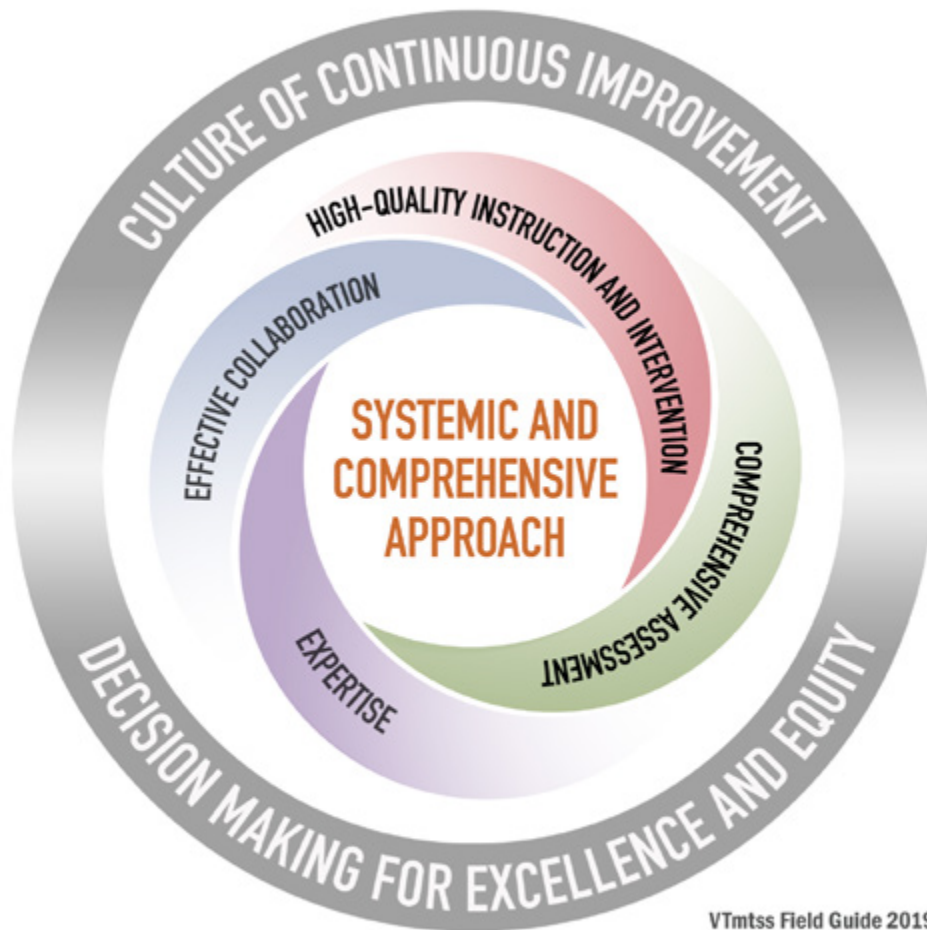 CULTURE OF CONTINUOUS IMPROVEMENT
HIGH-QUALITY INSTRUCTION AND INTERVENTION
EFFECTIVE COLLABORATION
SYSTEMIC AND
COMPREHENSIVE
APPROACH
COMPREHENSIVE ASSESSMENT
EXPERTISE
DECISION MAKING FOR EXCELLENCE AND EQUITY
VTmtss Field Guide 2019